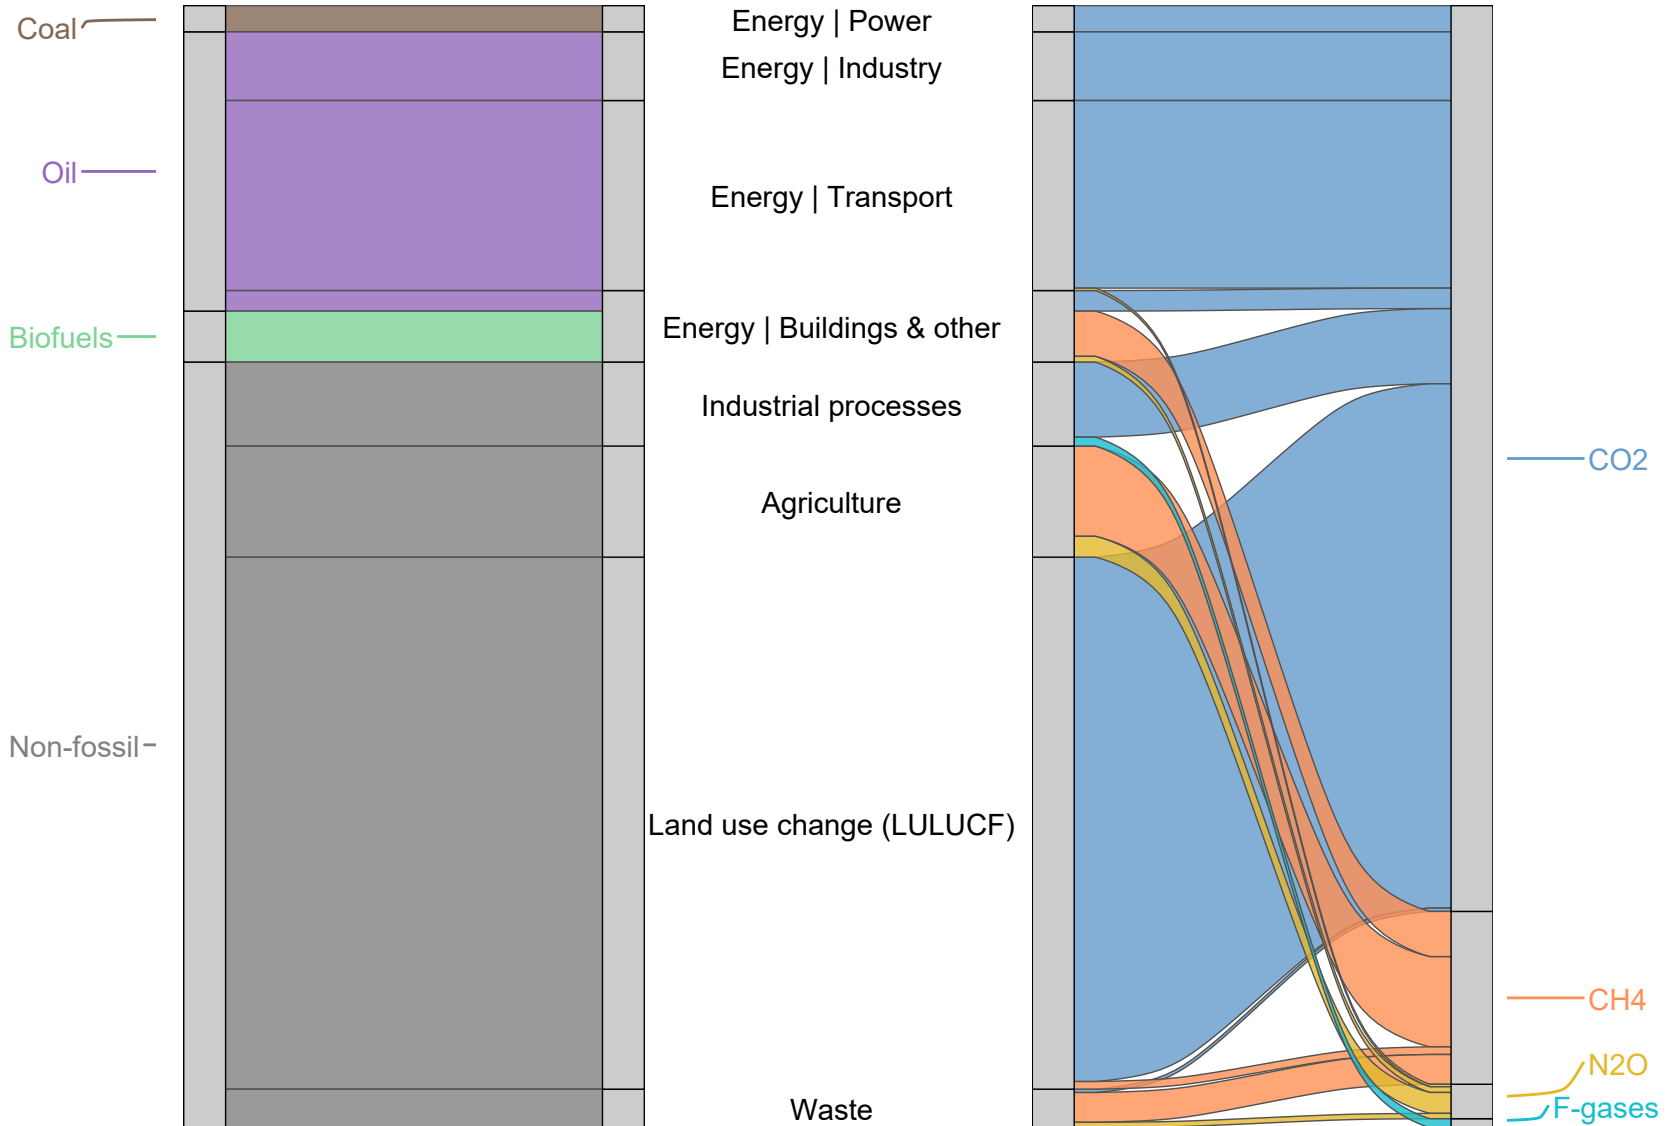 Coal
Oil
Biofuels
Non-fossil
Energy | Power
Energy | Industry
Energy | Transport
Energy | Buildings & other
Industrial processes
Agriculture
Land use change (LULUCF)
Waste
CO2
CH4
N2O
F-gases